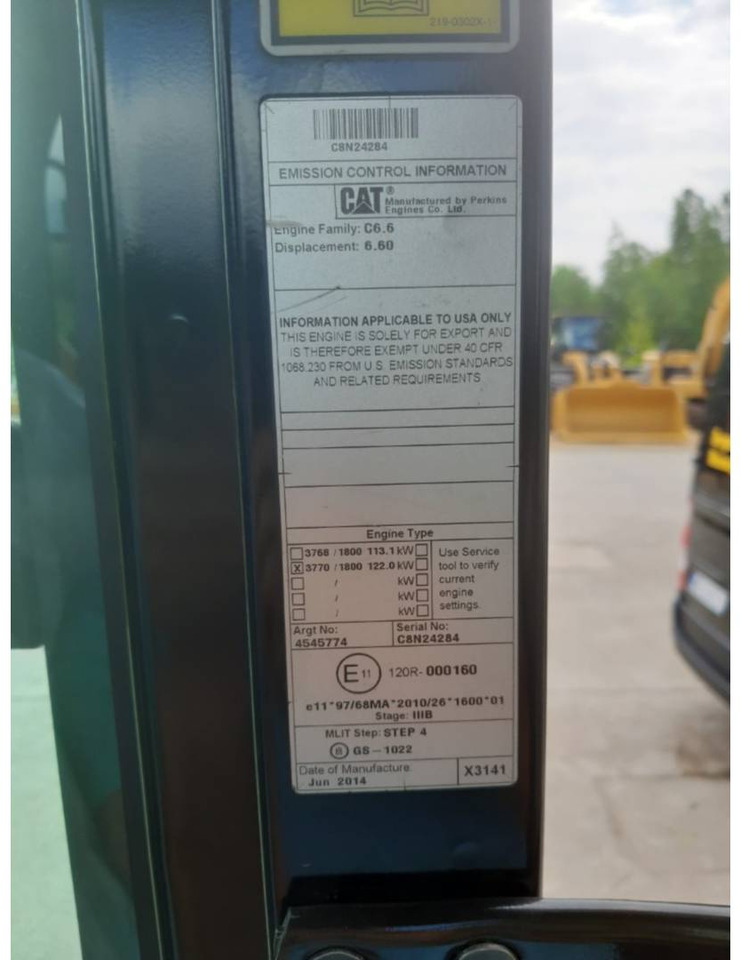 219-0302X-1
C8N24284
EMISSION CONTROL INFORMATION
CAT® Manufactured by Perkins
Engines Co. Ltd.
Engine Family: C6.6
Displacement: 6.60
INFORMATION APPLICABLE TO USA ONLY
THIS ENGINE IS SOLELY FOR EXPORT AND
IS THEREFORE EXEMPT UNDER 40 CFR
1068.230 FROM U.S. EMISSION STANDARDS
AND RELATED REQUIREMENTS
Engine Type
3768 / 1800 113.1 kW
X 3770 / 1800 122.0 kW
/ kW
/ kW
/ kW
Use Service
tool to verify
current
engine
settings.
Argt No:
4545774
Serial No:
C8N24284
E11 120R-000160
e11*97/68MA*2010/26*1600*01
Stage: IIIB
MLIT Step: STEP 4
GS-1022
Date of Manufacture
Jun 2014
X3141